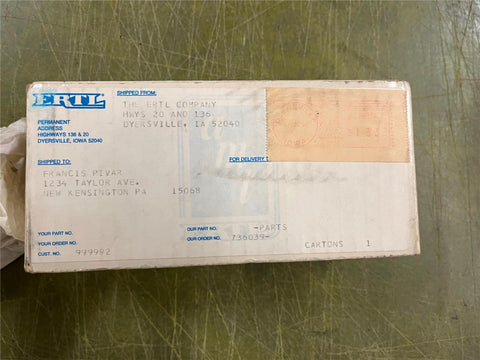 ERTL
PERMANENT
ADDRESS
HIGHWAYS 136 & 20
DYERSVILLE, IOWA 52040
SHIPPED FROM:
THE ERTL COMPANY
HWYS 20 AND 136
DYERSVILLE, IA 52040
SHIPPED TO:
FOR DELIVERY
FRANCIS PIVAR
1234 TAYLOR AVE.
NEW KENSINGTON PA 15068
YOUR PART NO.
YOUR ORDER NO.
CUST. NO. 999992
OUR PART NO. -PARTS
OUR ORDER NO. 736039-
CARTONS 1